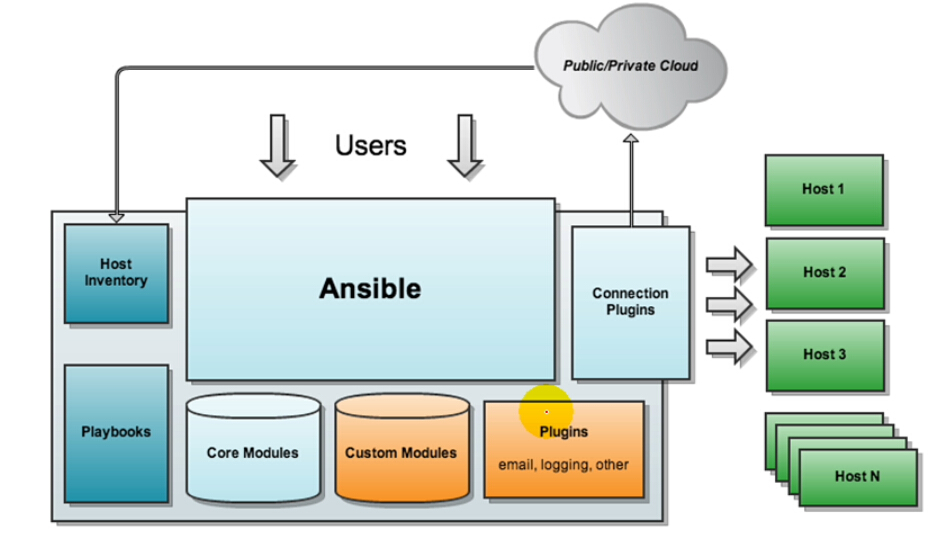 Public/Private Cloud
Users
Host 1
Host
Inventory
Ansible
Connection
Plugins
Host 2
Host 3
Playbooks
Core Modules
Custom Modules
Plugins
email, logging, other
Host N